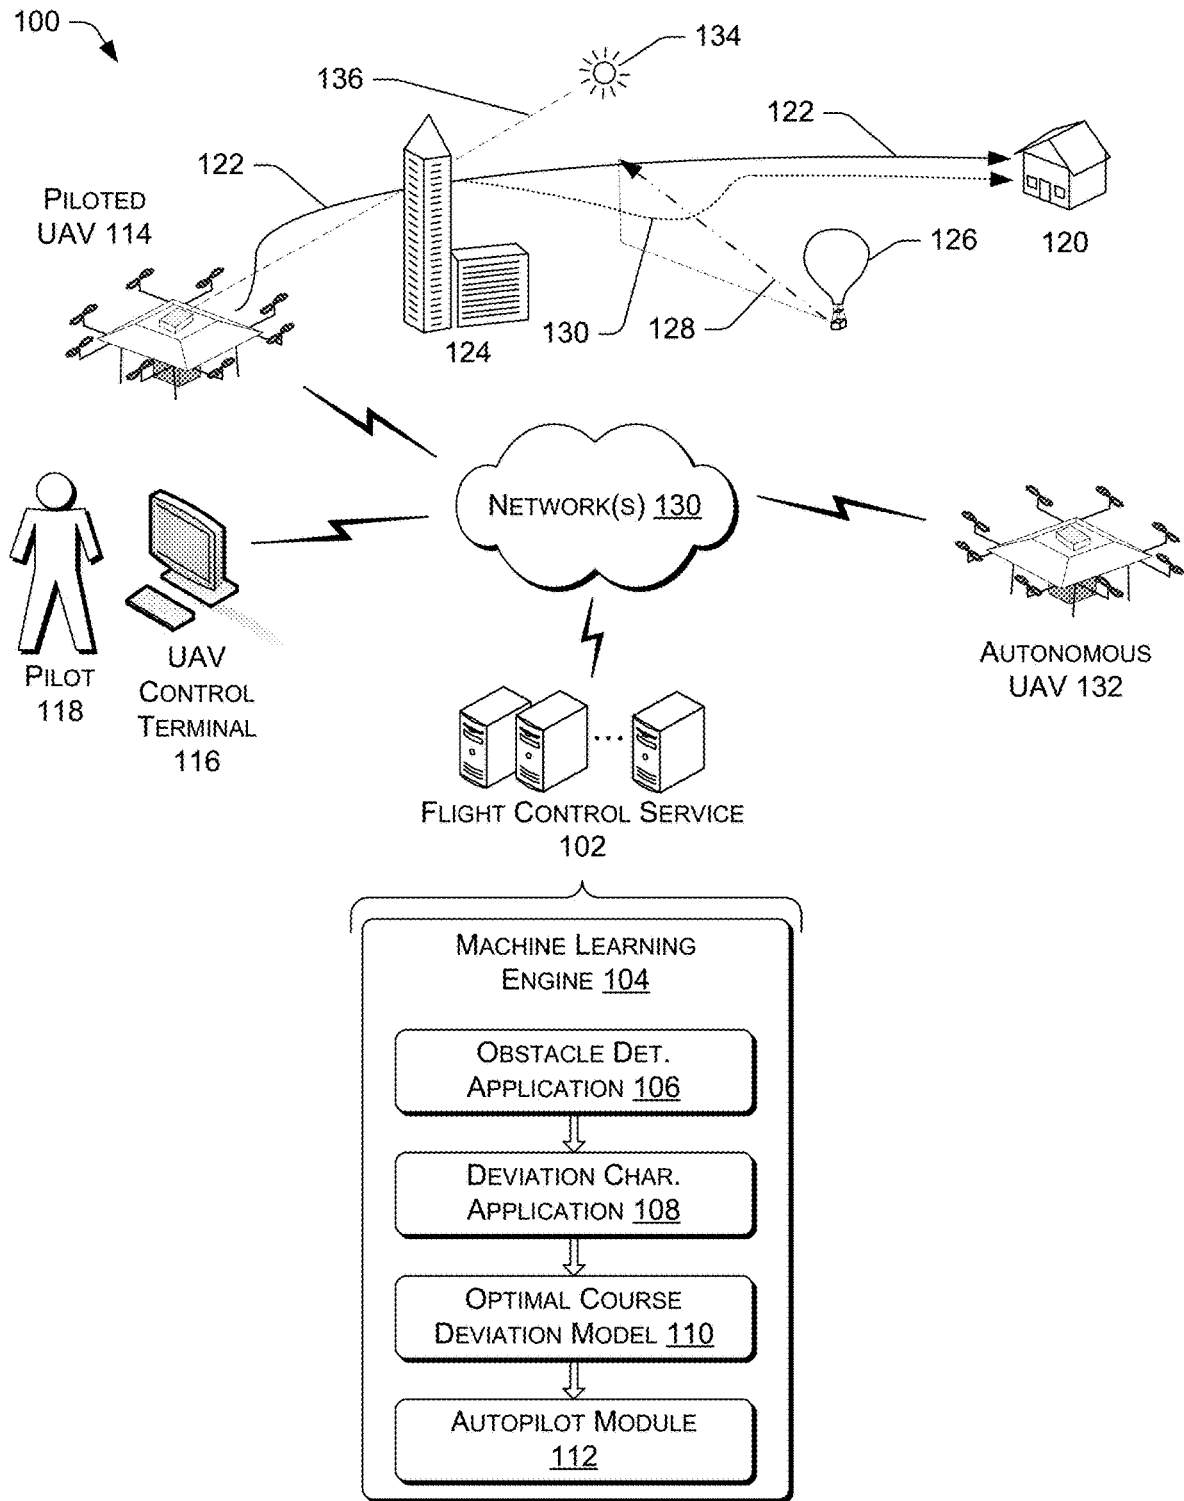 100
134
136
122
122
PILOTED
UAV 114
126
120
124
130
128
NETWORK(S) 130
PILOT
118
UAV
CONTROL
TERMINAL
116
AUTONOMOUS
UAV 132
FLIGHT CONTROL SERVICE
102
MACHINE LEARNING
ENGINE 104
OBSTACLE DET.
APPLICATION 106
DEVIATION CHAR.
APPLICATION 108
OPTIMAL COURSE
DEVIATION MODEL 110
AUTOPILOT MODULE
112